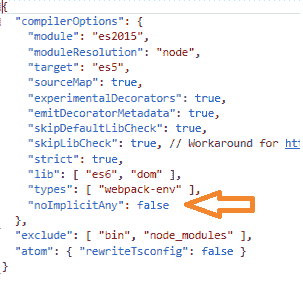 {
"compilerOptions": {
"module": "es2015",
"moduleResolution": "node",
"target": "es5",
"sourceMap": true,
"experimentalDecorators": true,
"emitDecoratorMetadata": true,
"skipDefaultLibCheck": true,
"skipLibCheck": true, // Workaround for
"strict": true,
"lib": [ "es6", "dom" ],
"types": [ "webpack-env" ],
"noImplicitAny": false
},
"exclude": [ "bin", "node_modules" ],
"atom": { "rewriteTsconfig": false }
}